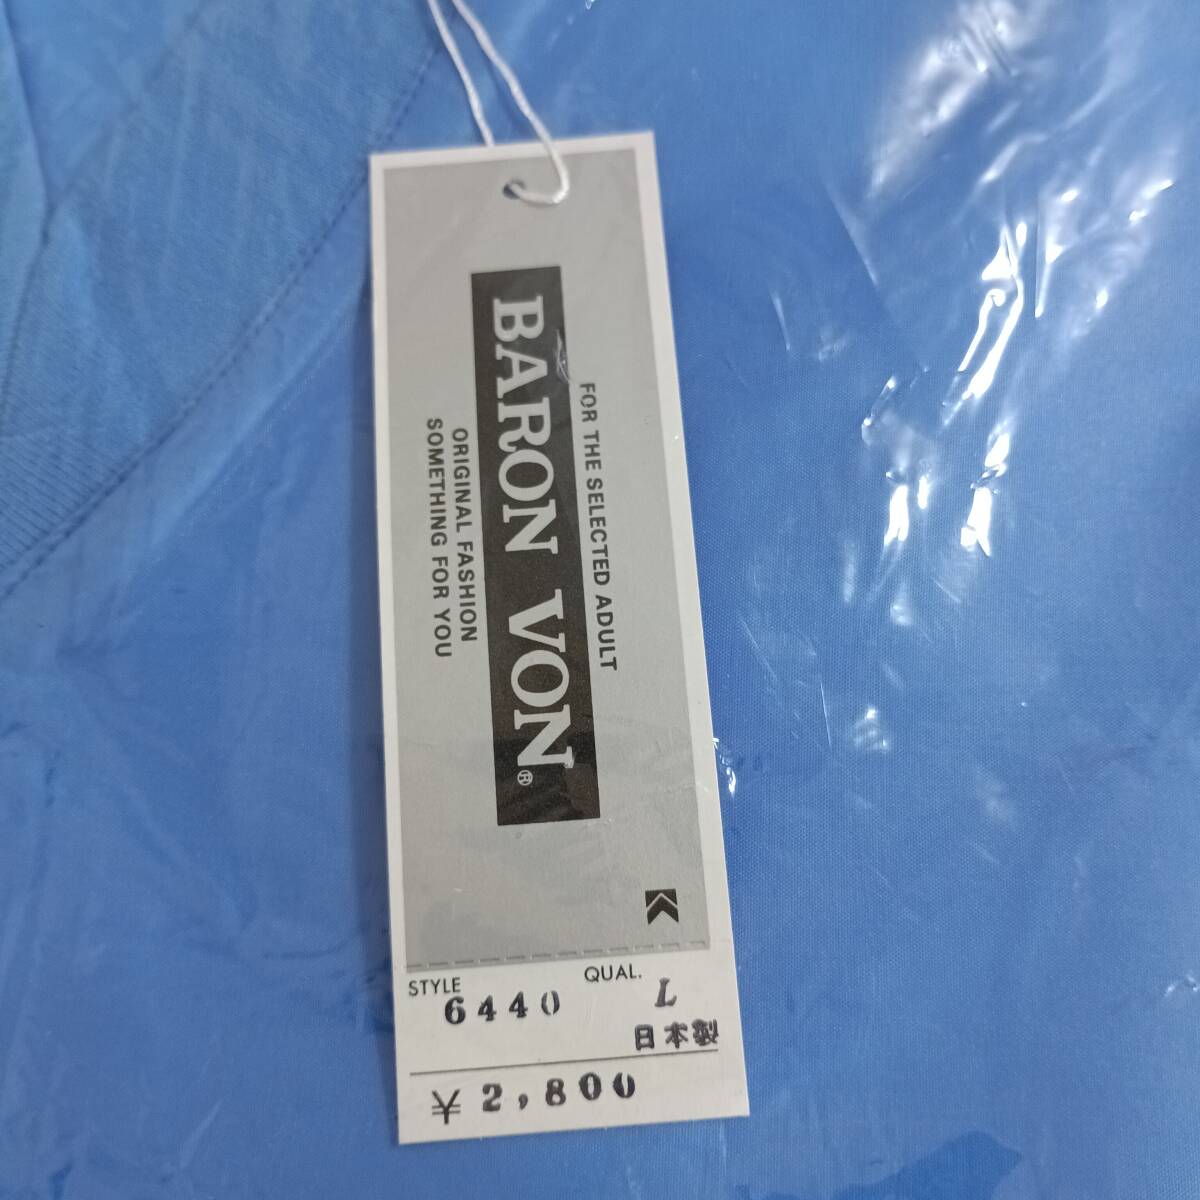 FOR THE SELECTED ADULT
BARON VON®
ORIGINAL FASHION
SOMETHING FOR YOU
STYLE 6440 QUAL. L
日本製
¥2,800